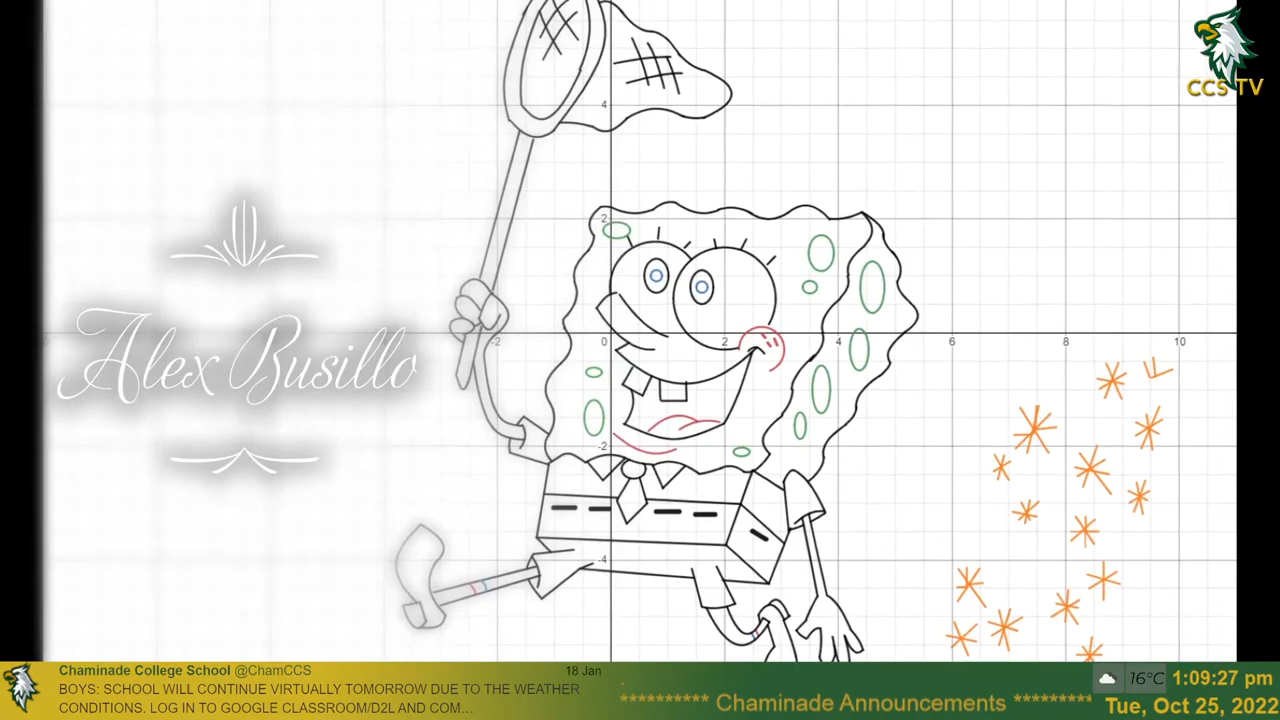 CCS TV
4
2
-2
0
2
4
6
8
10
-2
-4
Alex Busillo
Chaminade College School @ChamCCS
18 Jan
BOYS: SCHOOL WILL CONTINUE VIRTUALLY TOMORROW DUE TO THE WEATHER
CONDITIONS. LOG IN TO GOOGLE CLASSROOM/D2L AND COM...
********** Chaminade Announcements *********
16°C
1:09:27 pm
Tue, Oct 25, 2022